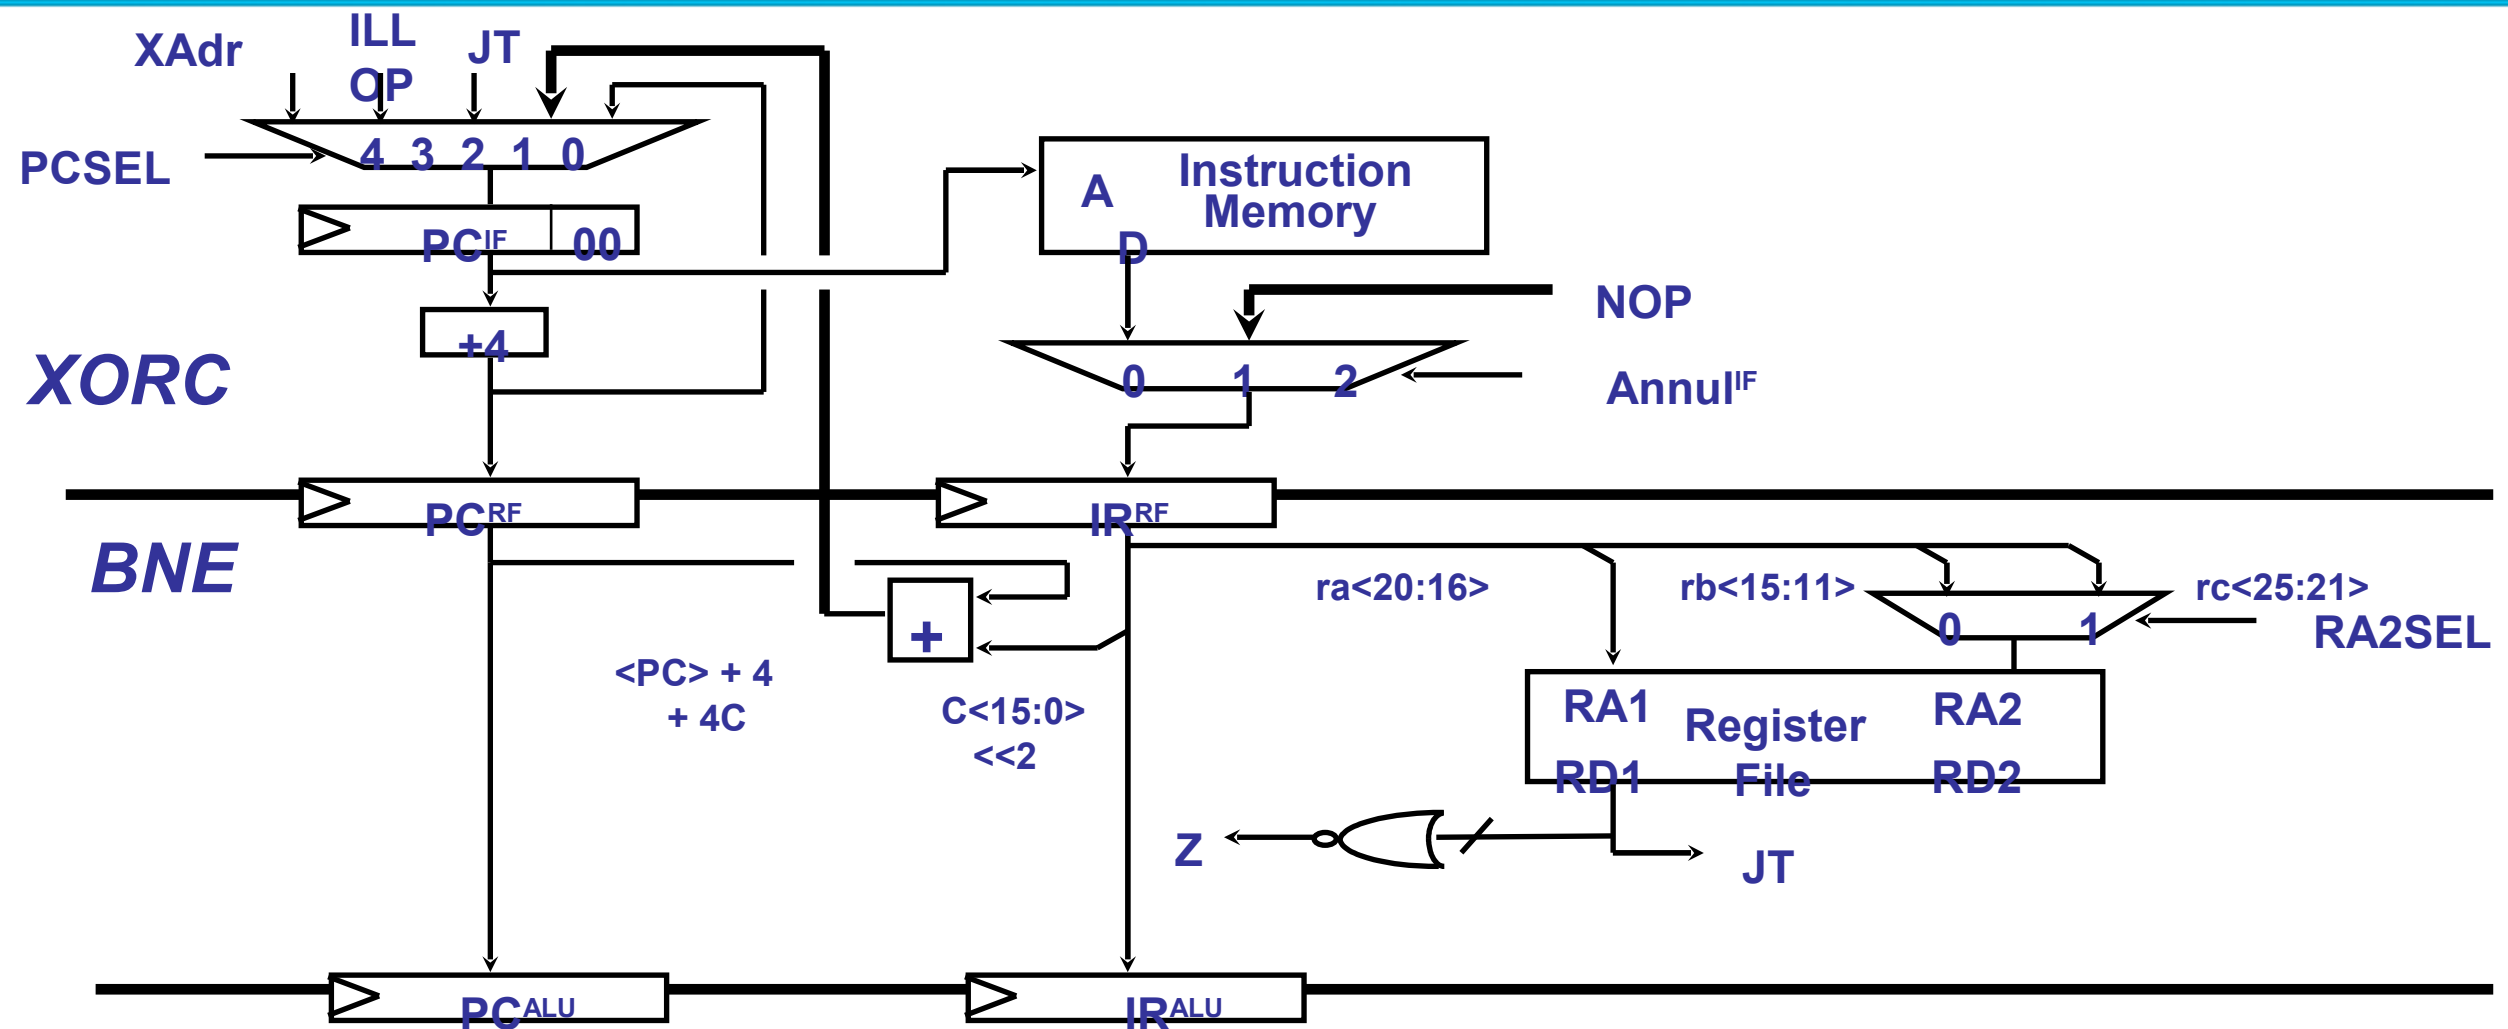 XAdr
ILL
OP
JT
PCSEL
4 3 2 1 0
PCIF 00
+4
A
Instruction
Memory
D
NOP
0 1 2
AnnulIF
XORC
PCRF
IRRF
BNE
+
<PC> + 4
+ 4C
C<15:0>
<<2
ra<20:16>
rb<15:11>
rc<25:21>
0 1
RA2SEL
RA1
Register
File
RA2
RD1
RD2
Z
JT
PCALU
IRALU